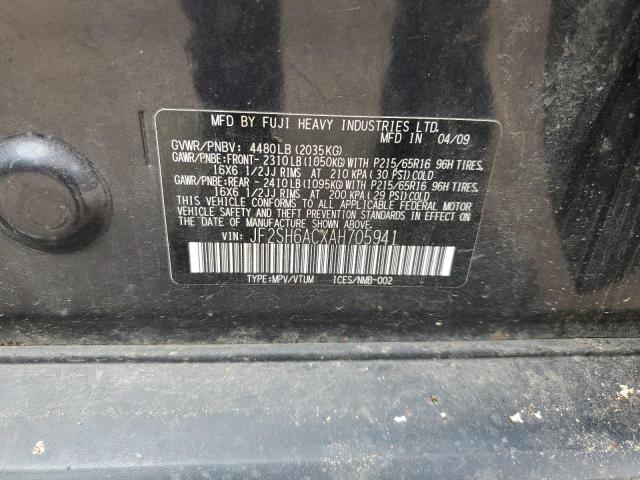 MFD BY FUJI HEAVY INDUSTRIES LTD.
MFD IN 04/09
GVWR/PNBV: 4480LB(2035KG)
GAWR/PNBE:FRONT-2310LB(1050KG)WITH P215/65R16 96H TIRES,
16X6 1/2JJ RIMS AT 210 KPA(30 PSI)COLD
GAWR/PNBE:REAR -2410LB(1095KG)WITH P215/65R16 96H TIRES,
16X6 1/2JJ RIMS AT 200 KPA(29 PSI)COLD
THIS VEHICLE CONFORMS TO ALL APPLICABLE FEDERAL MOTOR
VEHICLE SAFETY STANDARDS IN EFFECT ON THE
DATE OF MANUFACTURE SHOWN ABOVE.
VIN: JF2SH6ACXAH705941
TYPE:MPV/VTUM ICES/NMB-002